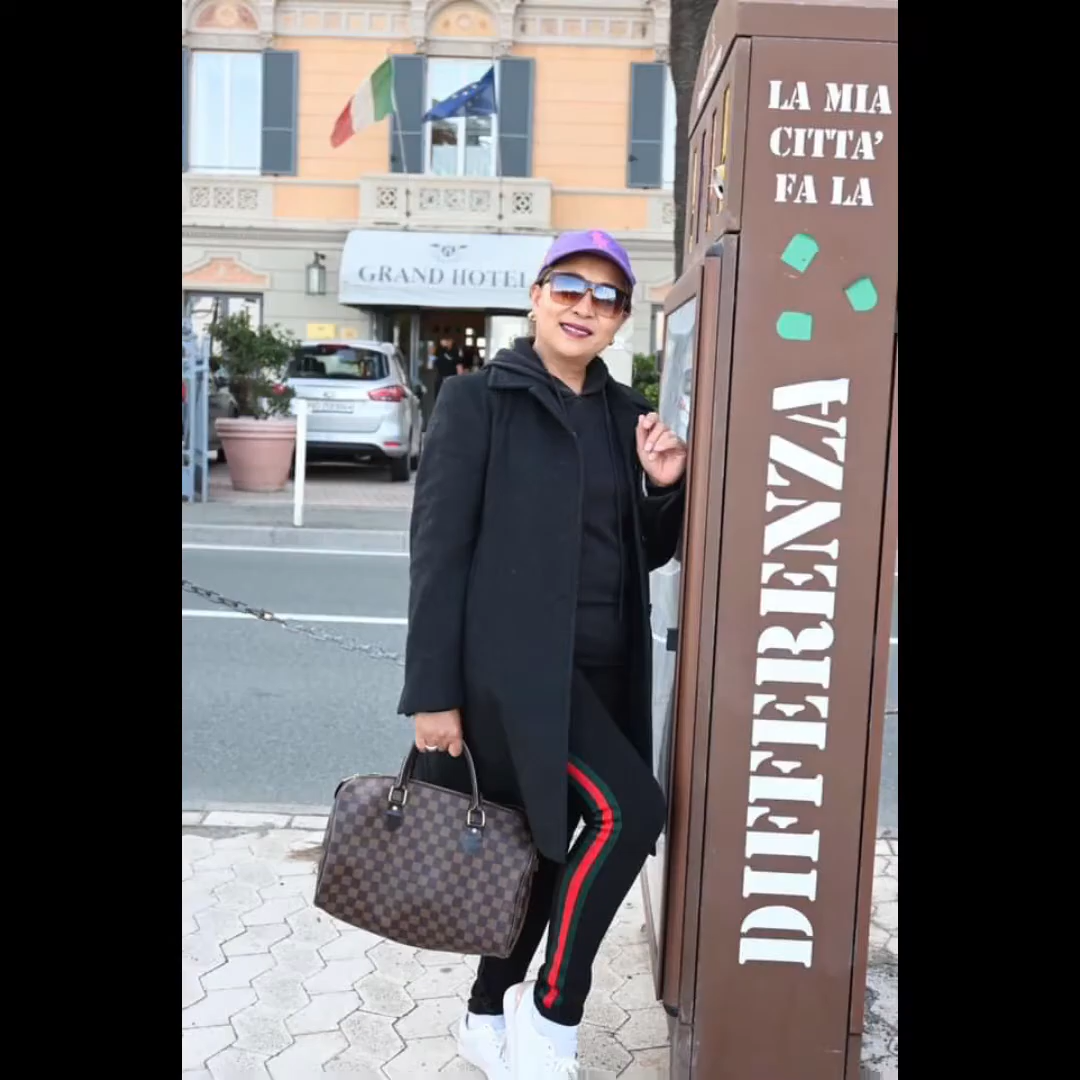 LA MIA
CITTA'
FA LA
DIFFERENZA
GRAND HOTEL